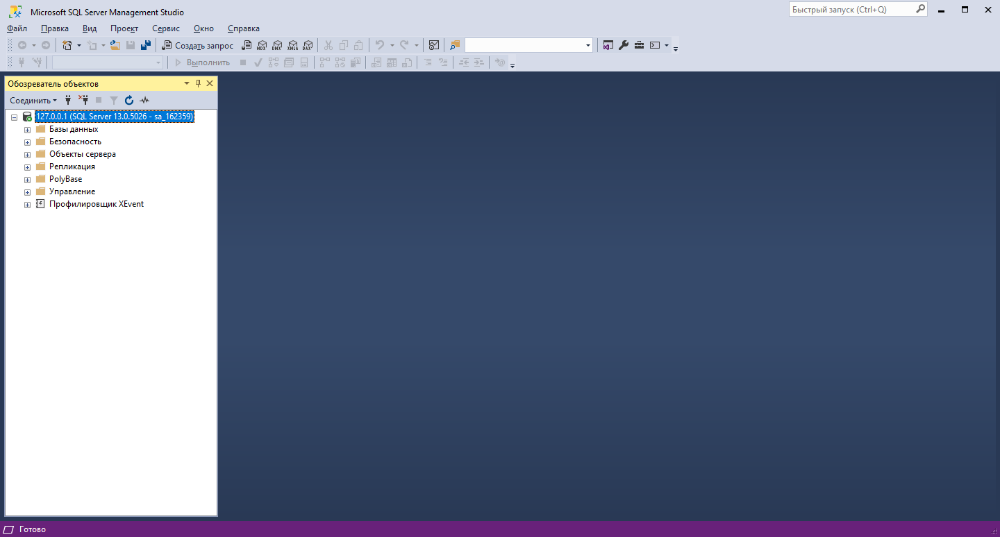 Microsoft SQL Server Management Studio
Быстрый запуск (Ctrl+Q)
Файл Правка Вид Проект Сервис Окно Справка
Создать запрос MDX DMX XMLA DAX
Выполнить
Обозреватель объектов
Соединить
127.0.0.1 (SQL Server 13.0.5026 - sa_162359)
Базы данных
Безопасность
Объекты сервера
Репликация
PolyBase
Управление
Профилировщик XEvent
Готово